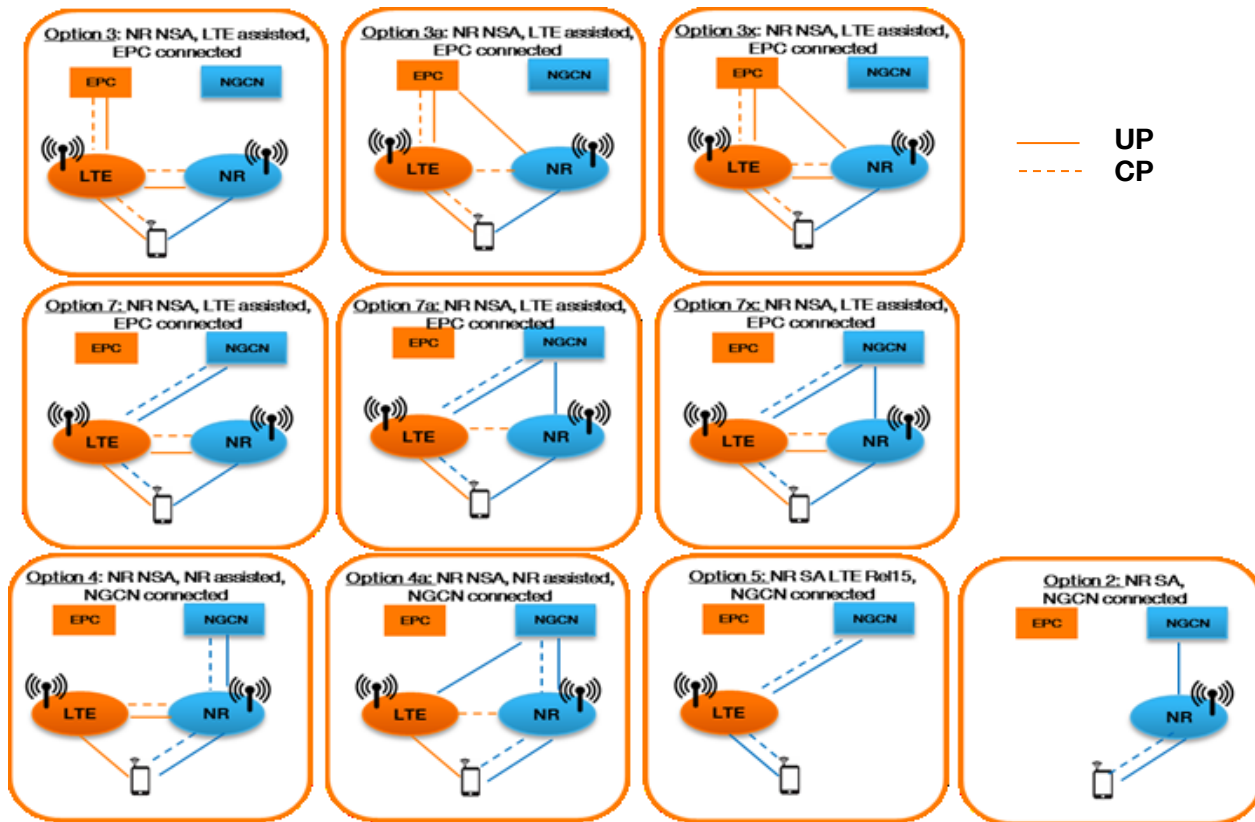 Option 3: NR NSA, LTE assisted,
EPC connected
EPC
NGCN
LTE
NR
Option 3a: NR NSA, LTE assisted,
EPC connected
EPC
NGCN
LTE
NR
Option 3x: NR NSA, LTE assisted,
EPC connected
EPC
NGCN
LTE
NR
UP
CP
Option 7: NR NSA, LTE assisted,
EPC connected
EPC
NGCN
LTE
NR
Option 7a: NR NSA, LTE assisted,
EPC connected
EPC
NGCN
LTE
NR
Option 7x: NR NSA, LTE assisted,
EPC connected
EPC
NGCN
LTE
NR
Option 4: NR NSA, NR assisted,
NGCN connected
EPC
NGCN
LTE
NR
Option 4a: NR NSA, NR assisted,
NGCN connected
EPC
NGCN
LTE
NR
Option 5: NR SA LTE Rel15,
NGCN connected
EPC
NGCN
LTE
Option 2: NR SA,
NGCN connected
EPC
NGCN
NR